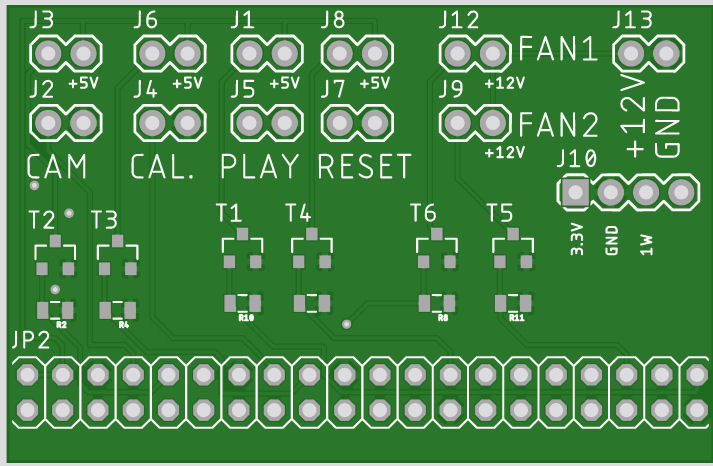 J3 J6 J1 J8 J12 J13
FAN1
+5V +5V +5V +5V +12V
J2 J4 J5 J7 J9
FAN2
+12V
+12V
GND
CAM CAL. PLAY RESET
J10
T2 T3 T1 T4 T6 T5
3.3V
GND
1W
R2 R4 R10 R8 R11
JP2